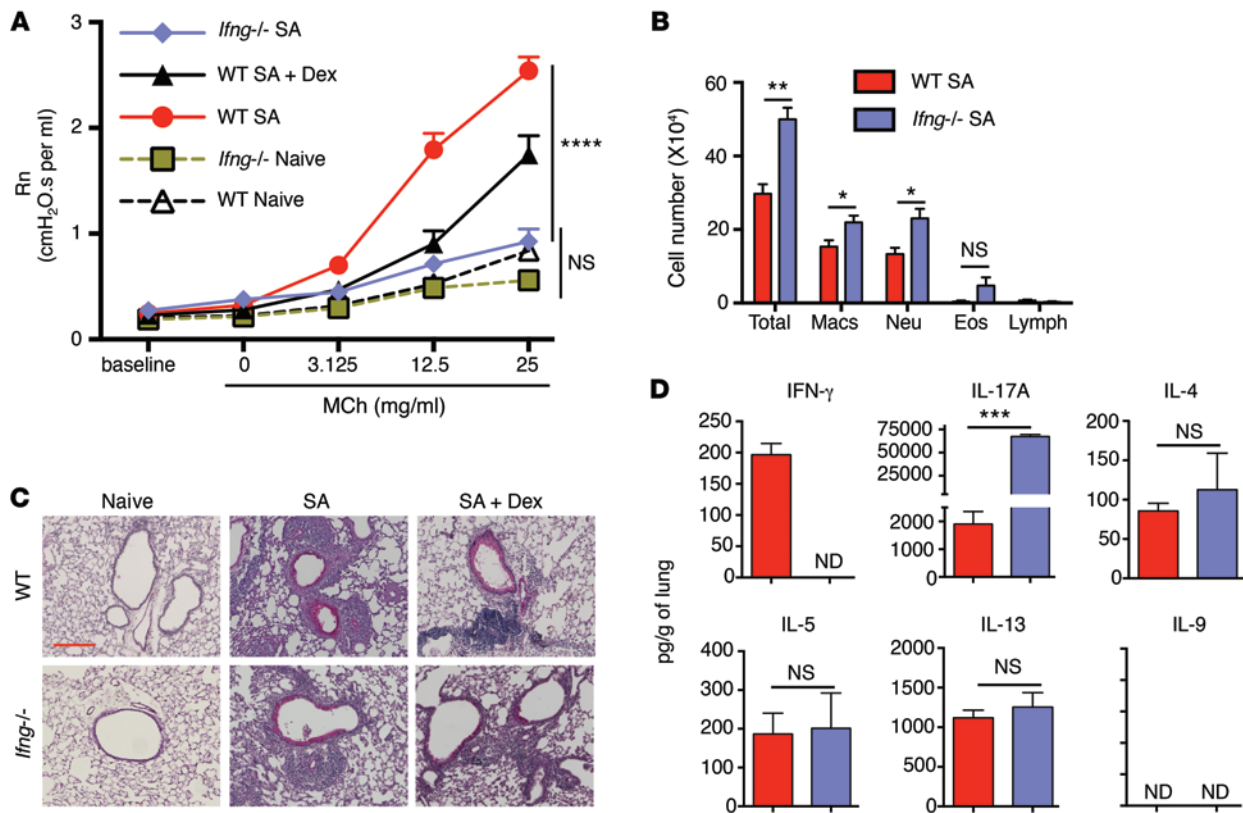 A
3
2
1
0
Rn
(cmH2O.s per ml)
Ifng-/- SA
WT SA + Dex
WT SA
Ifng-/- Naive
WT Naive
****
NS
baseline 0 3.125 12.5 25
MCh (mg/ml)
B
60
40
20
0
Cell number (X10⁴)
WT SA
Ifng-/- SA
**
*
*
NS
Total Macs Neu Eos Lymph
C
Naive SA SA + Dex
WT
Ifng-/-
D
pg/g of lung
IFN-γ
250
200
150
100
50
0
ND
IL-17A
75000
50000
25000
2000
1000
0
***
IL-4
200
150
100
50
0
NS
IL-5
400
300
200
100
0
NS
IL-13
2000
1500
1000
500
0
NS
IL-9
ND ND